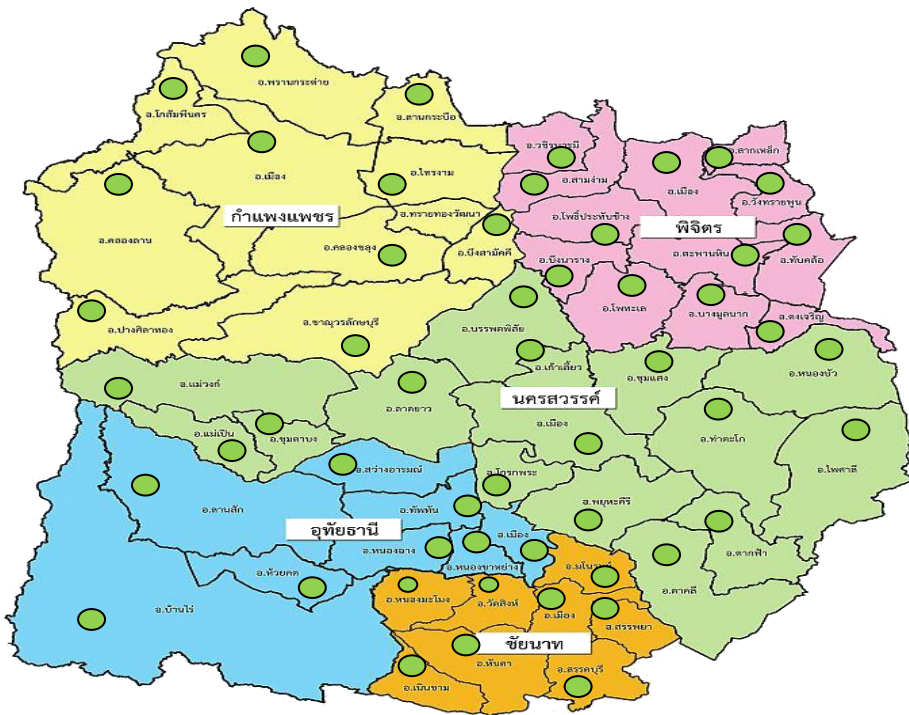 อ.พรานกระต่าย
อ.โกสัมพีนคร
อ.ลานกระบือ
อ.เมือง
อ.ไทรงาม
กำแพงเพชร
อ.ทรายทองวัฒนา
อ.คลองลาน
อ.คลองขลุง
อ.บึงสามัคคี
อ.ปางศิลาทอง
อ.ขาณุวรลักษบุรี
อ.วชิรบารมี
อ.สากเหล็ก
อ.สามง่าม
อ.เมือง
อ.วังทรายพูน
อ.โพธิ์ประทับช้าง
พิจิตร
อ.บึงนาราง
อ.สะพานหิน
อ.ทับคล้อ
อ.โพทะเล
อ.บางมูลนาก
อ.ดงเจริญ
อ.บรรพตพิสัย
อ.เก้าเลี้ยว
อ.ชุมแสง
อ.หนองบัว
อ.แม่วงก์
อ.ลาดยาว
นครสวรรค์
อ.เมือง
อ.ท่าตะโก
อ.แม่เปิน
อ.ชุมตาบง
อ.ไพศาลี
อ.โกรกพระ
อ.พยุหะคีรี
อ.ตากฟ้า
อ.ตาคลี
อ.สว่างอารมณ์
อ.ลานสัก
อ.ทัพทัน
อุทัยธานี
อ.เมือง
อ.หนองฉาง
อ.หนองขาหย่าง
อ.ห้วยคต
อ.บ้านไร่
อ.หนองมะโมง
อ.วัดสิงห์
อ.เมือง
อ.สรรพยา
ชัยนาท
อ.หันคา
อ.เนินขาม
อ.สรรคบุรี